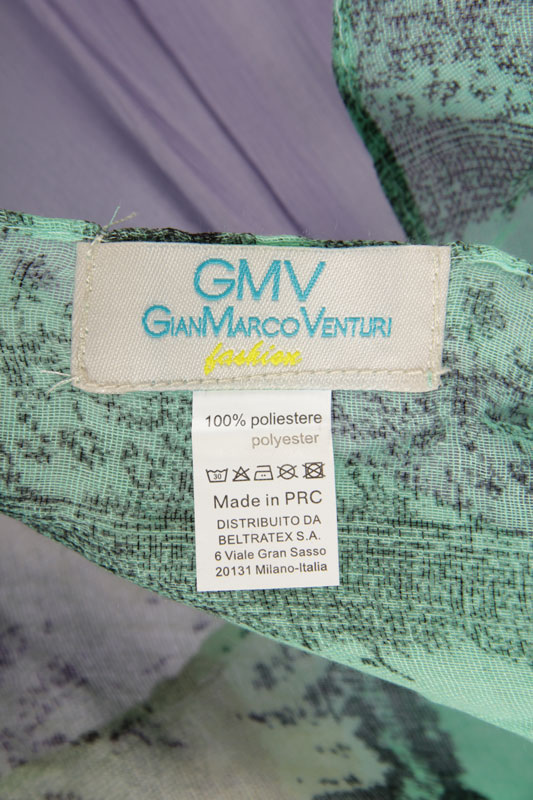 GMV
GIANMARCOVENTURI
fashion
100% poliestere
polyester
30
Made in PRC
DISTRIBUITO DA
BELTRATEX S.A.
6 Viale Gran Sasso
20131 Milano-Italia